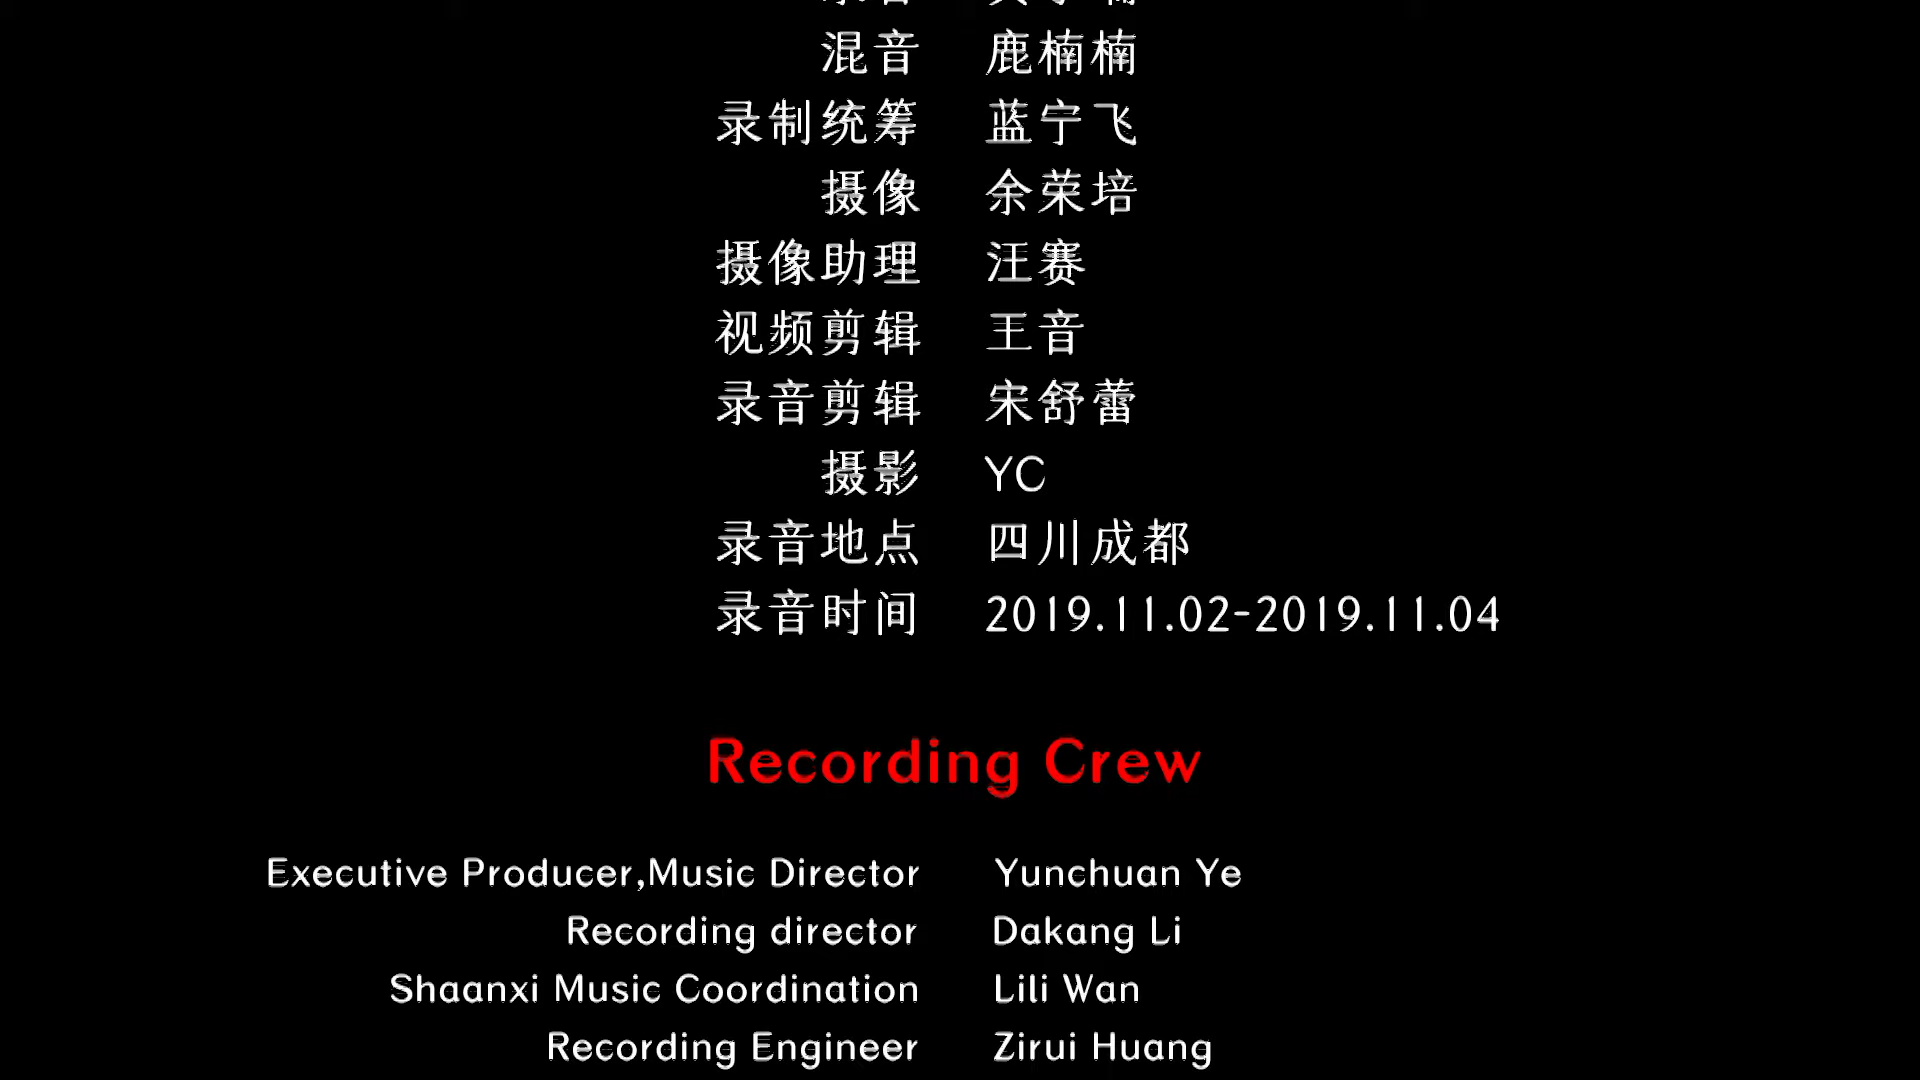 混音 鹿楠楠
录制统筹 蓝宁飞
摄像 余荣培
摄像助理 汪赛
视频剪辑 王音
录音剪辑 宋舒蕾
摄影 YC
录音地点 四川成都
录音时间 2019.11.02-2019.11.04
Recording Crew
Executive Producer,Music Director Yunchuan Ye
Recording director Dakang Li
Shaanxi Music Coordination Lili Wan
Recording Engineer Zirui Huang